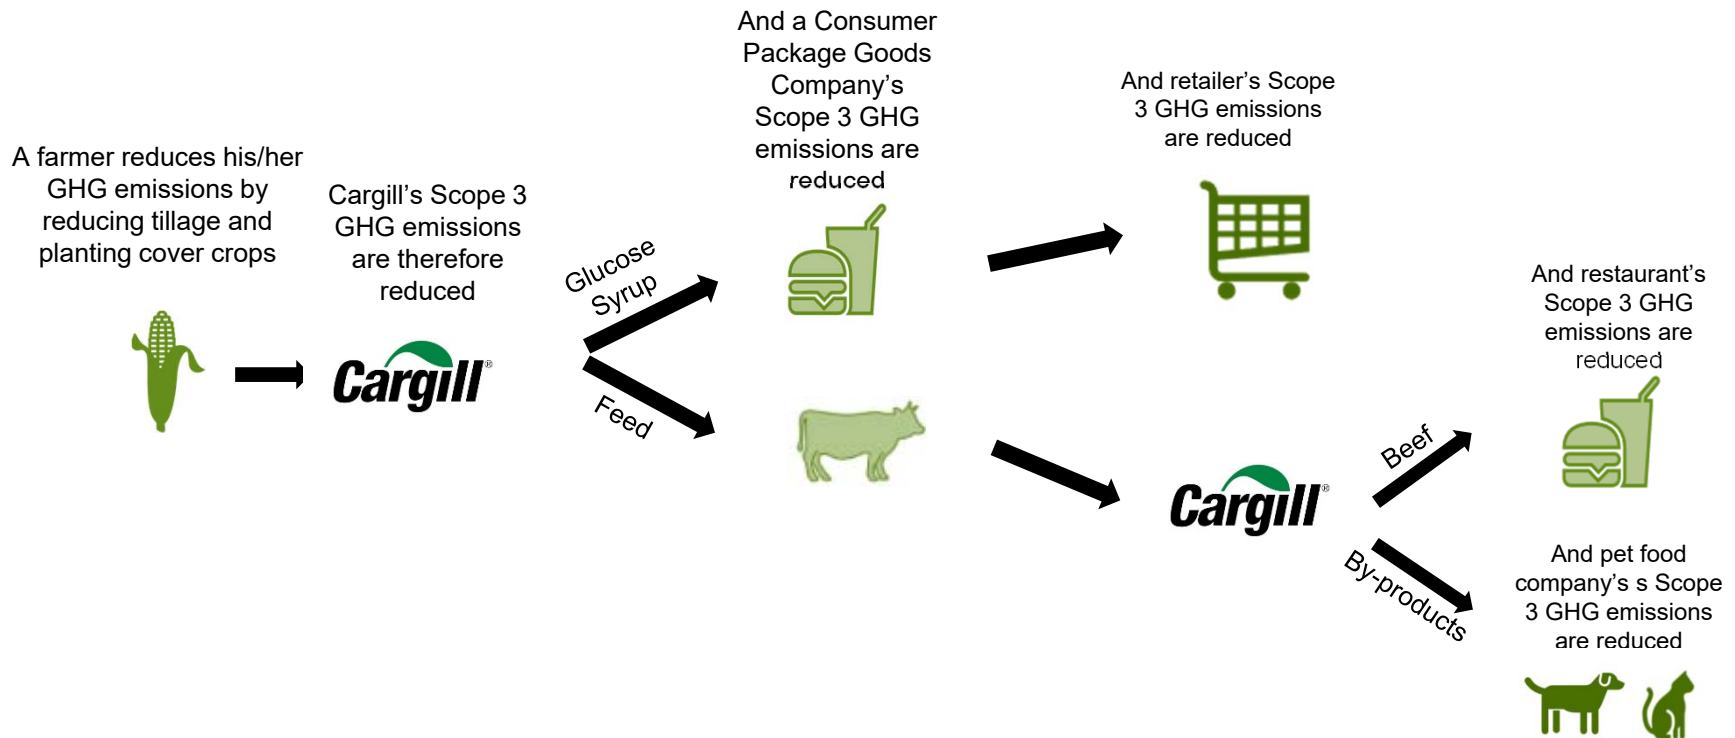 A farmer reduces his/her
GHG emissions by
reducing tillage and
planting cover crops
Cargill’s Scope 3
GHG emissions
are therefore
reduced
Cargill®
Glucose
Syrup
Feed
And a Consumer
Package Goods
Company’s
Scope 3 GHG
emissions are
reduced
And retailer’s Scope
3 GHG emissions
are reduced
Cargill®
Beef
By-products
And restaurant’s
Scope 3 GHG
emissions are
reduced
And pet food
company’s s Scope
3 GHG emissions
are reduced